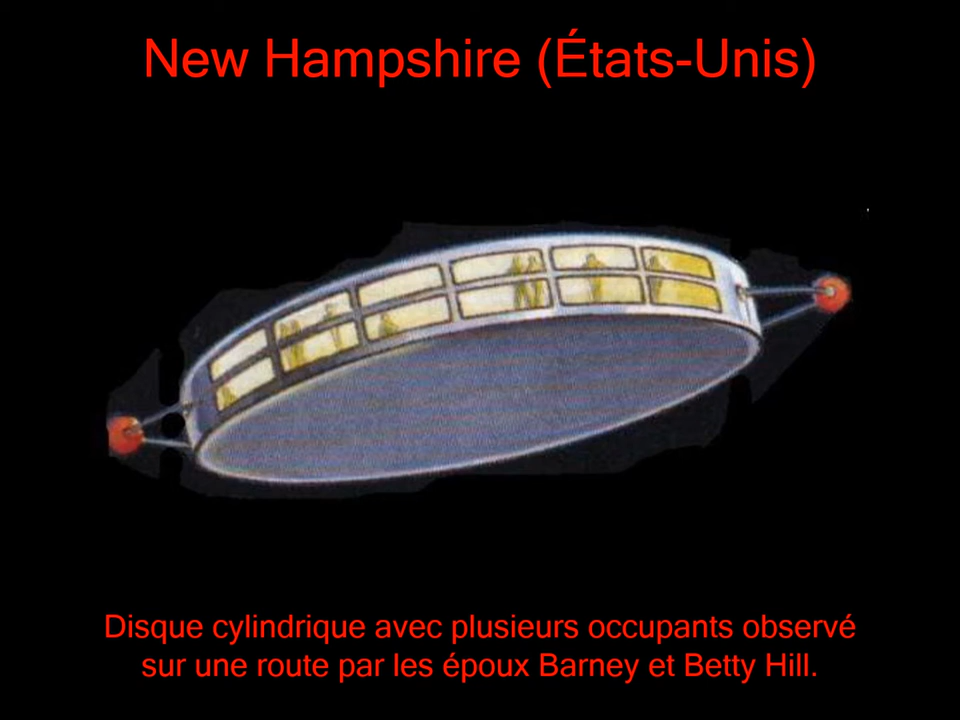 New Hampshire (États-Unis)
Disque cylindrique avec plusieurs occupants observé
sur une route par les époux Barney et Betty Hill.